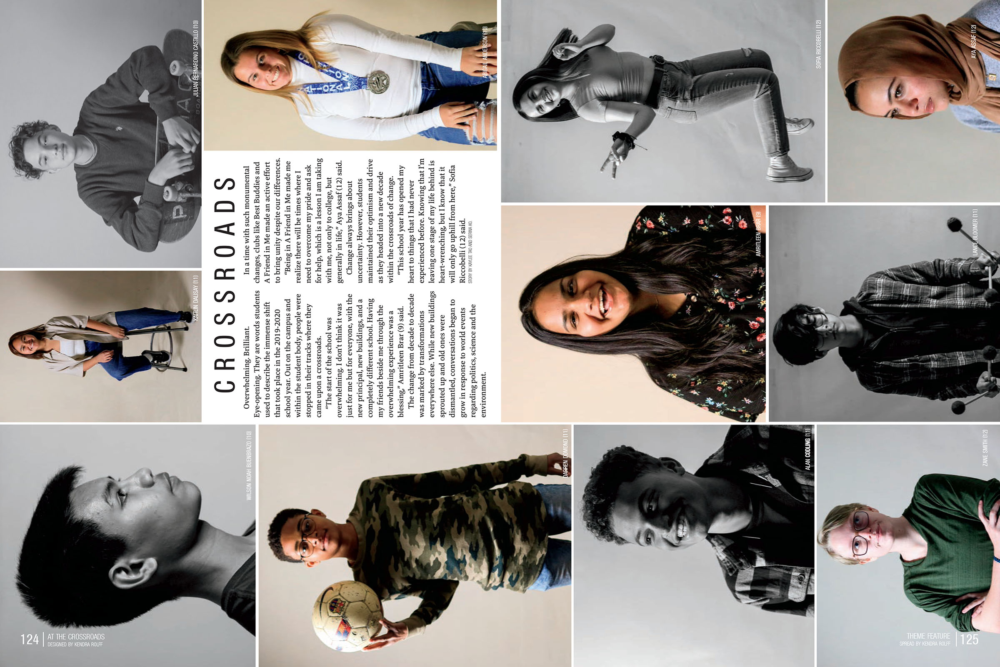 CROSSROADS
Overwhelming. Brilliant.
Eye-opening. They are words students
used to describe the immense shift
that took place in the 2019-2020
school year. Out on the campus and
within the student body, people were
stopped in their tracks where they
came upon a crossroads.
“The start of the school was
overwhelming, I don’t think it was
just for me but for everyone, with the
new principal, new buildings, and a
completely different school. Having
my friends beside me through the
overwhelming experience was a
blessing,” Amritleen Brar (9) said.
The change from decade to decade
was marked by transformations
everywhere else. While new buildings
sprouted up and old ones were
dismantled, conversations began to
grow in response to world events
regarding politics, science and the
environment.
In a time with such monumental
changes, clubs like Best Buddies and
A Friend in Me made an active effort
to bring unity despite our differences.
“Being in A Friend in Me made me
realize there will be times where I
need to overcome my pride and ask
for help, which is a lesson I am taking
with me, not only to college, but
generally in life,” Aya Assaf (12) said.
Change always brings about
uncertainty. However, students
maintained their optimism and drive
as they headed into a new decade
within the crossroads of change.
“This school year has opened my
heart to things that I had never
experienced before. Knowing that I’m
leaving one stage of my life behind is
heart-wrenching, but I know that it
will only go uphill from here,” Sofia
Riccobelli (12) said.
STORY BY KAYLEE TAO AND SERINA KO.
WILSON NOAH BUENBRAZO (10)
KAITLIN DALISAY (11)
JULIAN BERNARDINO CASTILLO (10)
ABIGAIL ANDERSON (10)
DARREN DOMOND (11)
AMRITLEEN BRAR (9)
SOFIA RICCOBELLI (12)
ALAN CODLING (11)
LANCE BLOOMER (11)
AYA ASSAF (12)
ZANE SMITH (12)
124 | AT THE CROSSROADS
DESIGNED BY KENDRA ROLFF
THEME FEATURE | 125
SPREAD BY KENDRA ROLFF